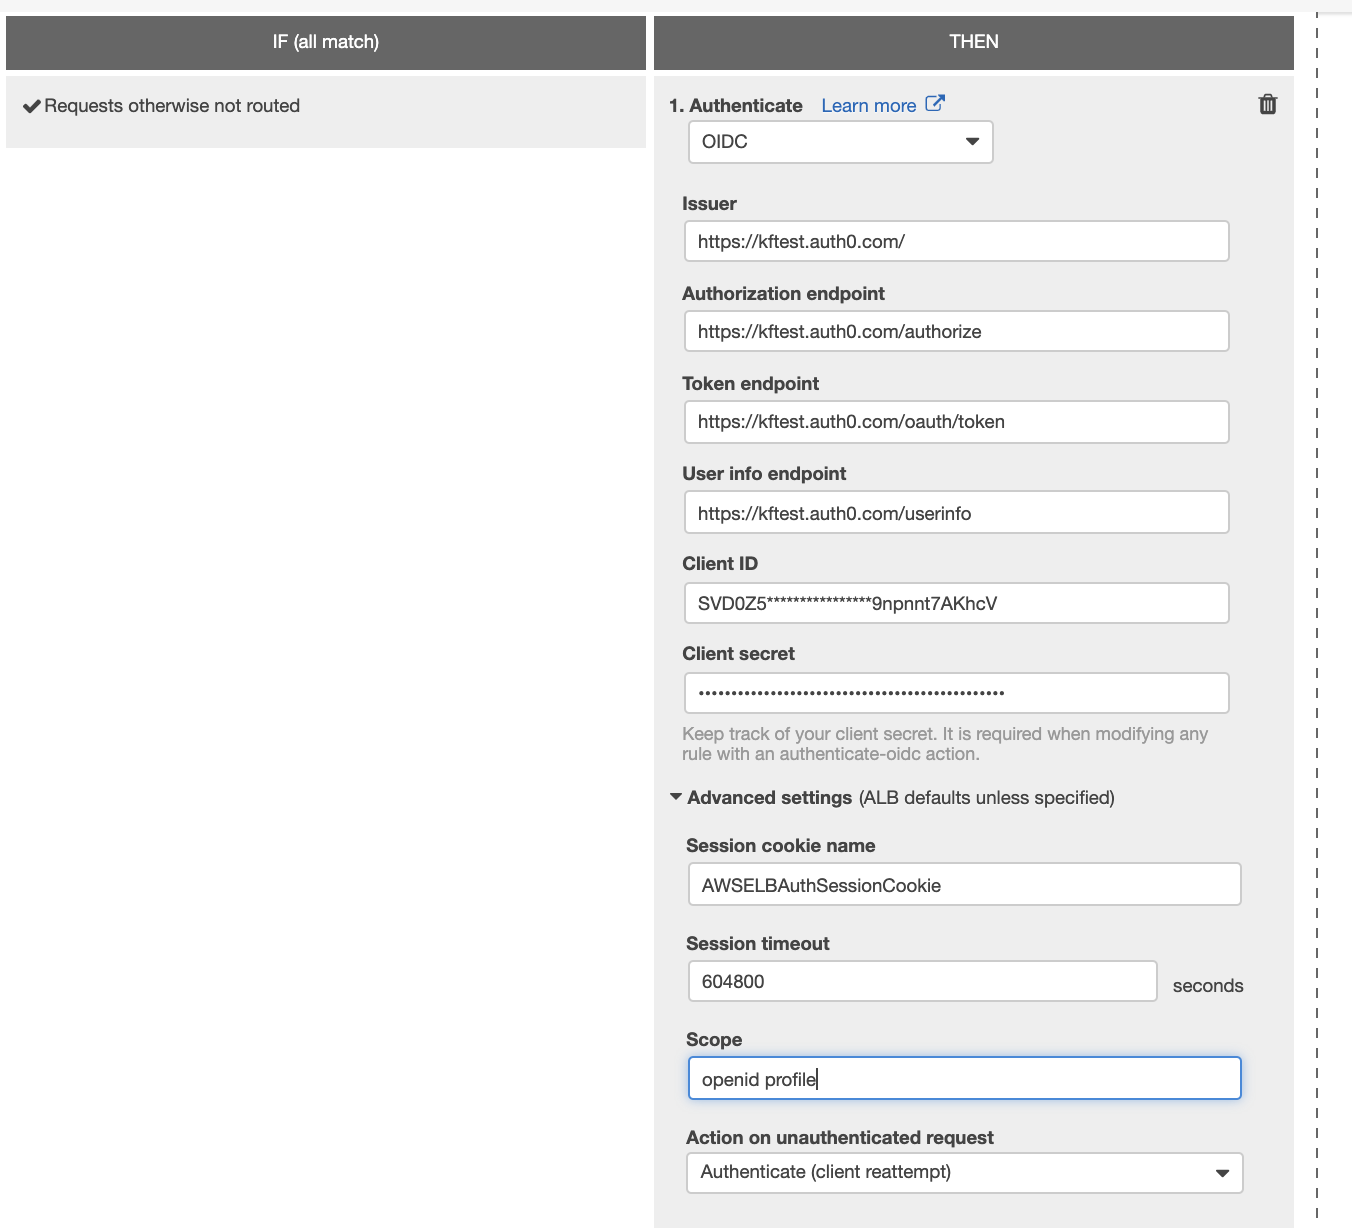 IF (all match)
THEN
Requests otherwise not routed
1. Authenticate Learn more
OIDC
Issuer
https://kftest.auth0.com/
Authorization endpoint
https://kftest.auth0.com/authorize
Token endpoint
https://kftest.auth0.com/oauth/token
User info endpoint
https://kftest.auth0.com/userinfo
Client ID
SVD0Z5****************9npnnt7AKhcV
Client secret
•••••••••••••••••••••••••••••••••••••••••••••••
Keep track of your client secret. It is required when modifying any
rule with an authenticate-oidc action.
Advanced settings (ALB defaults unless specified)
Session cookie name
AWSELBAuthSessionCookie
Session timeout
604800 seconds
Scope
openid profile
Action on unauthenticated request
Authenticate (client reattempt)